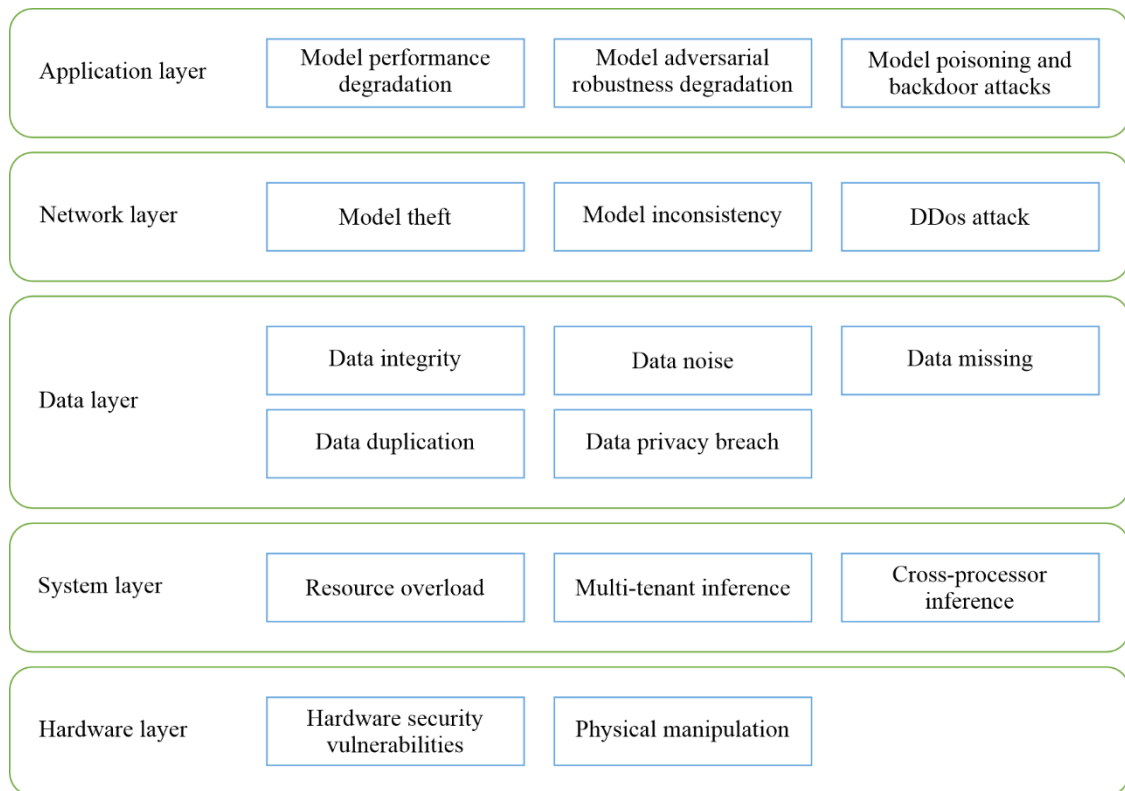 Application layer
Model performance
degradation
Model adversarial
robustness degradation
Model poisoning and
backdoor attacks
Network layer
Model theft
Model inconsistency
DDos attack
Data layer
Data integrity
Data noise
Data missing
Data duplication
Data privacy breach
System layer
Resource overload
Multi-tenant inference
Cross-processor
inference
Hardware layer
Hardware security
vulnerabilities
Physical manipulation